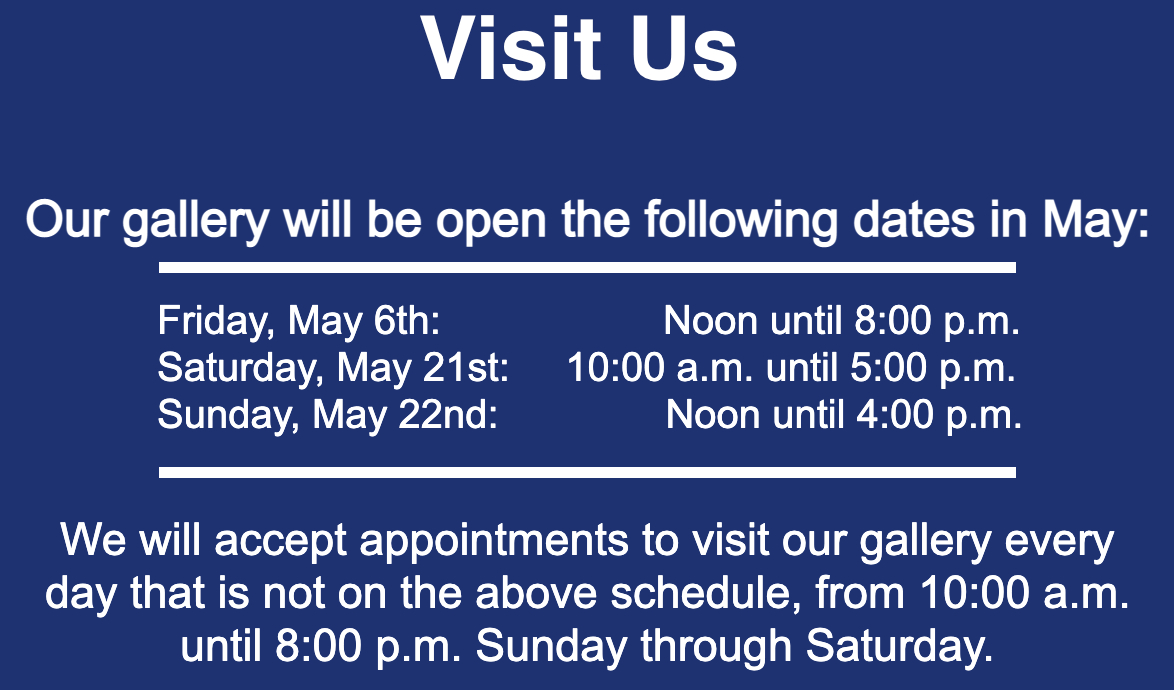 Visit Us
Our gallery will be open the following dates in May:
Friday, May 6th: Noon until 8:00 p.m.
Saturday, May 21st: 10:00 a.m. until 5:00 p.m.
Sunday, May 22nd: Noon until 4:00 p.m.
We will accept appointments to visit our gallery every
day that is not on the above schedule, from 10:00 a.m.
until 8:00 p.m. Sunday through Saturday.